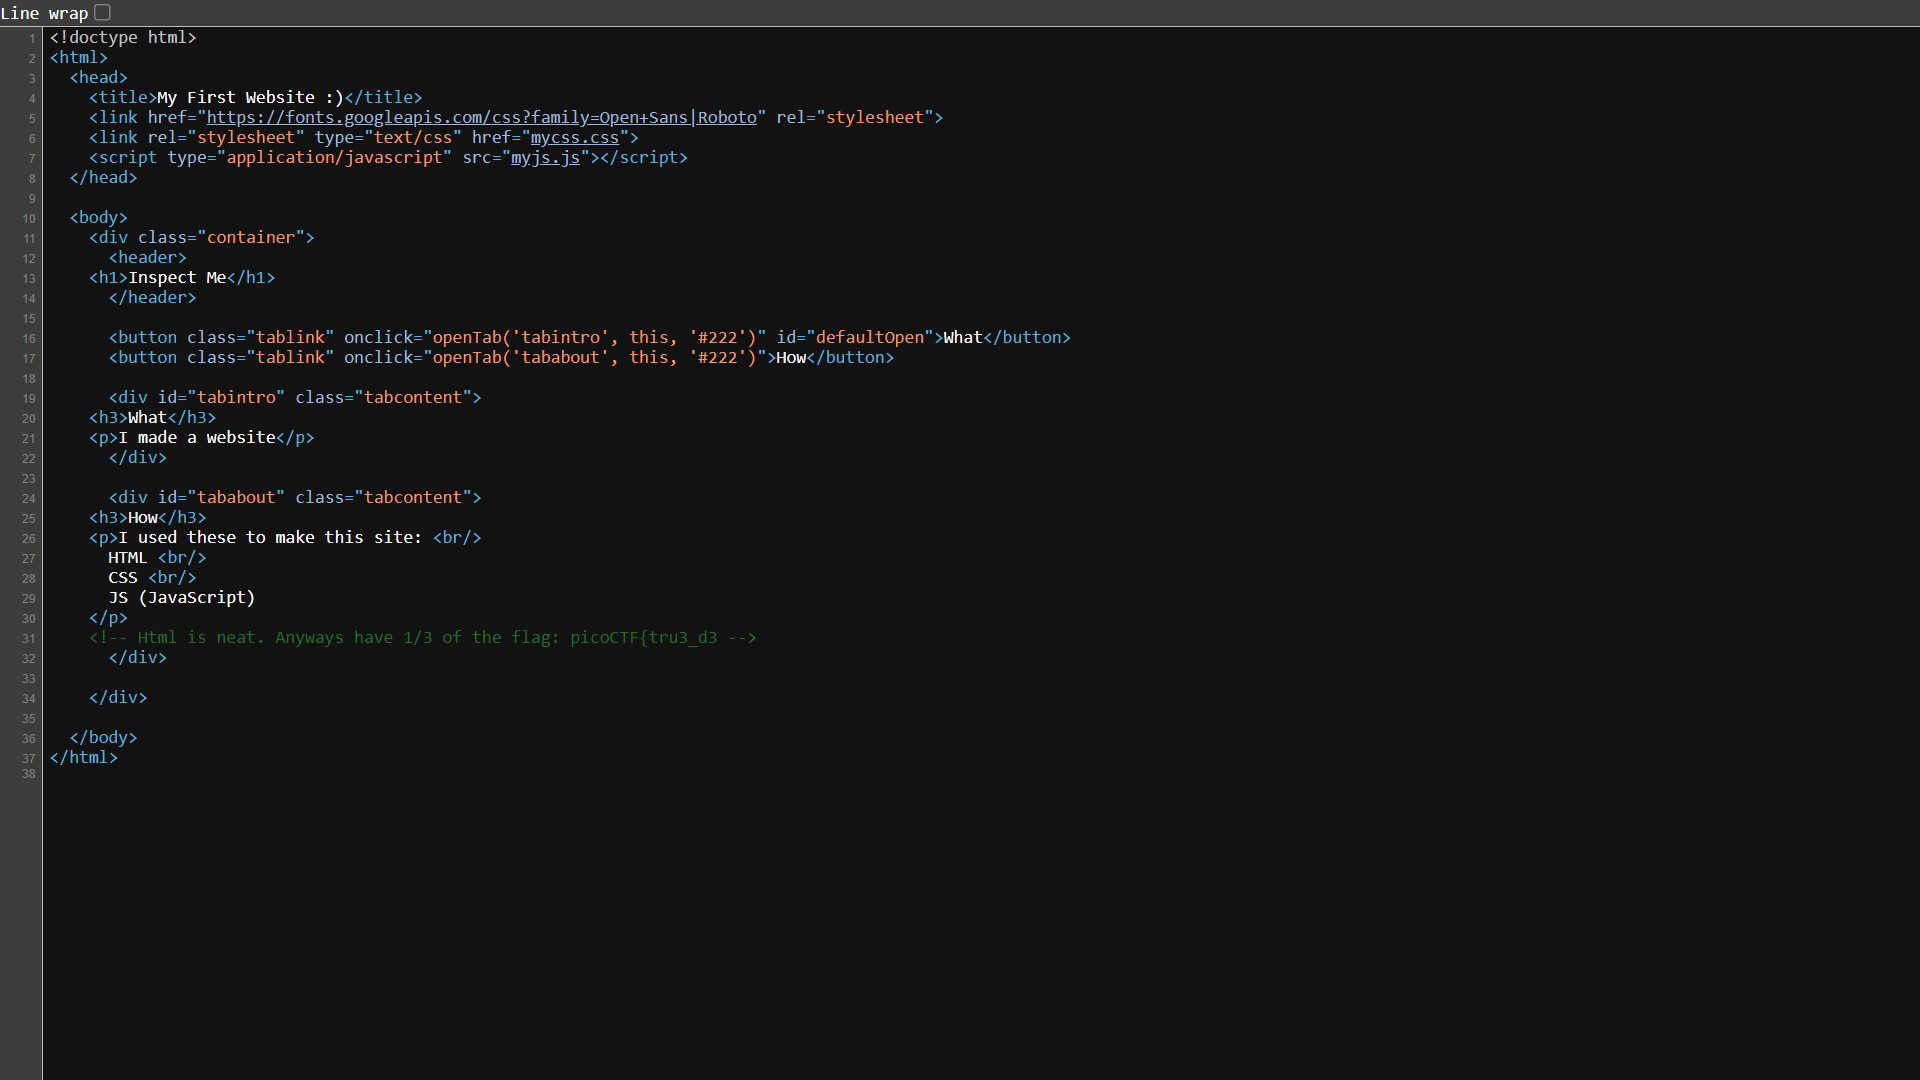 Line wrap
1 <!doctype html>
2 <html>
3   <head>
4     <title>My First Website :)</title>
5     <link href="https://fonts.googleapis.com/css?family=Open+Sans|Roboto" rel="stylesheet">
6     <link rel="stylesheet" type="text/css" href="mycss.css">
7     <script type="application/javascript" src="myjs.js"></script>
8   </head>
9
10   <body>
11     <div class="container">
12       <header>
13     <h1>Inspect Me</h1>
14       </header>
15
16       <button class="tablink" onclick="openTab('tabintro', this, '#222')" id="defaultOpen">What</button>
17       <button class="tablink" onclick="openTab('tababout', this, '#222')">How</button>
18
19       <div id="tabintro" class="tabcontent">
20     <h3>What</h3>
21     <p>I made a website</p>
22       </div>
23
24       <div id="tababout" class="tabcontent">
25     <h3>How</h3>
26     <p>I used these to make this site: <br/>
27       HTML <br/>
28       CSS <br/>
29       JS (JavaScript)
30     </p>
31     <!-- Html is neat. Anyways have 1/3 of the flag: picoCTF{tru3_d3 -->
32       </div>
33
34     </div>
35
36   </body>
37 </html>
38